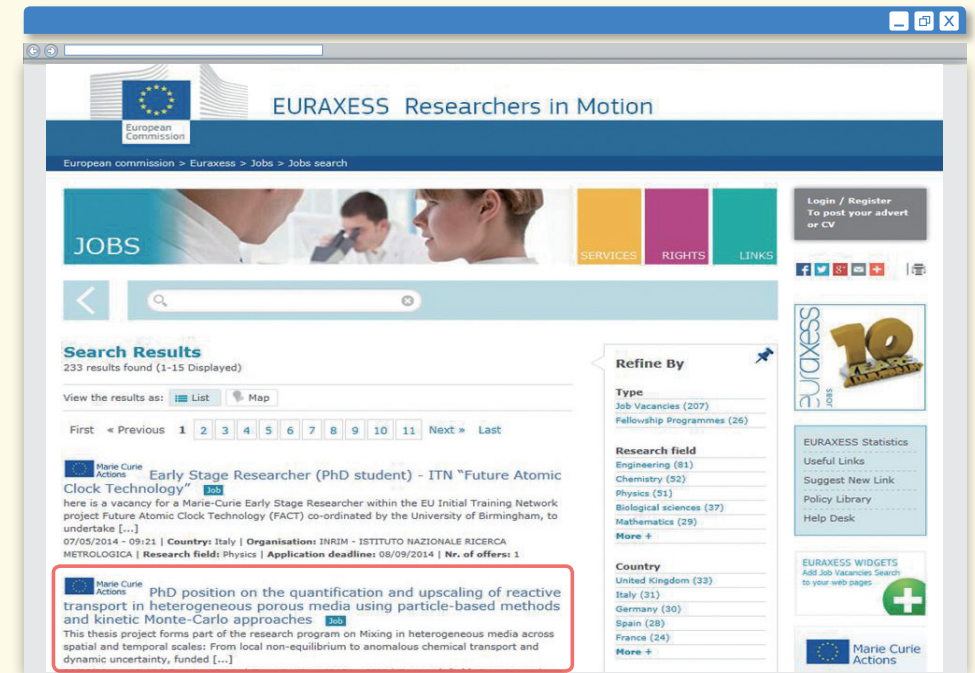 European
Commission
EURAXESS Researchers in Motion
European commission > Euraxess > Jobs > Jobs search
JOBS
SERVICES
RIGHTS
LINKS
Login / Register
To post your advert
or CV
Search Results
233 results found (1-15 Displayed)
View the results as: List Map
First « Previous 1 2 3 4 5 6 7 8 9 10 11 Next » Last
Marie Curie
Actions Early Stage Researcher (PhD student) - ITN "Future Atomic
Clock Technology" Job
here is a vacancy for a Marie-Curie Early Stage Researcher within the EU Initial Training Network
project Future Atomic Clock Technology (FACT) co-ordinated by the University of Birmingham, to
undertake [...]
07/05/2014 - 09:21 | Country: Italy | Organisation: INRIM - ISTITUTO NAZIONALE RICERCA
METROLOGICA | Research field: Physics | Application deadline: 08/09/2014 | Nr. of offers: 1
Marie Curie
Actions PhD position on the quantification and upscaling of reactive
transport in heterogeneous porous media using particle-based methods
and kinetic Monte-Carlo approaches Job
This thesis project forms part of the research program on Mixing in heterogeneous media across
spatial and temporal scales: From local non-equilibrium to anomalous chemical transport and
dynamic uncertainty, funded [...]
Refine By
Type
Job Vacancies (207)
Fellowship Programmes (26)
Research field
Engineering (81)
Chemistry (52)
Physics (51)
Biological sciences (37)
Mathematics (29)
More +
Country
United Kingdom (33)
Italy (31)
Germany (30)
Spain (28)
France (24)
More +
euraxess
JOBS
10
YEARS
EURAXESS Statistics
Useful Links
Suggest New Link
Policy Library
Help Desk
EURAXESS WIDGETS
Add Job Vacancies Search
to your web pages
Marie Curie
Actions